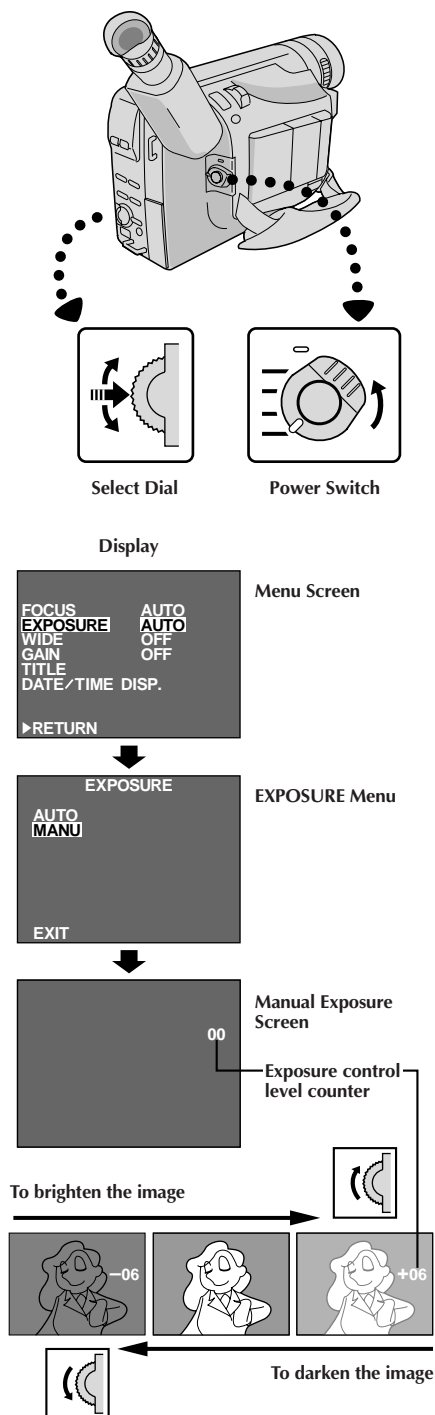 Select Dial
Power Switch
Display
Menu Screen
FOCUS AUTO
EXPOSURE AUTO
WIDE OFF
GAIN OFF
TITLE
DATE/TIME DISP.
▶RETURN
EXPOSURE Menu
EXPOSURE
AUTO
MANU
EXIT
Manual Exposure
Screen
00
Exposure control
level counter
To brighten the image
–06
+06
To darken the image